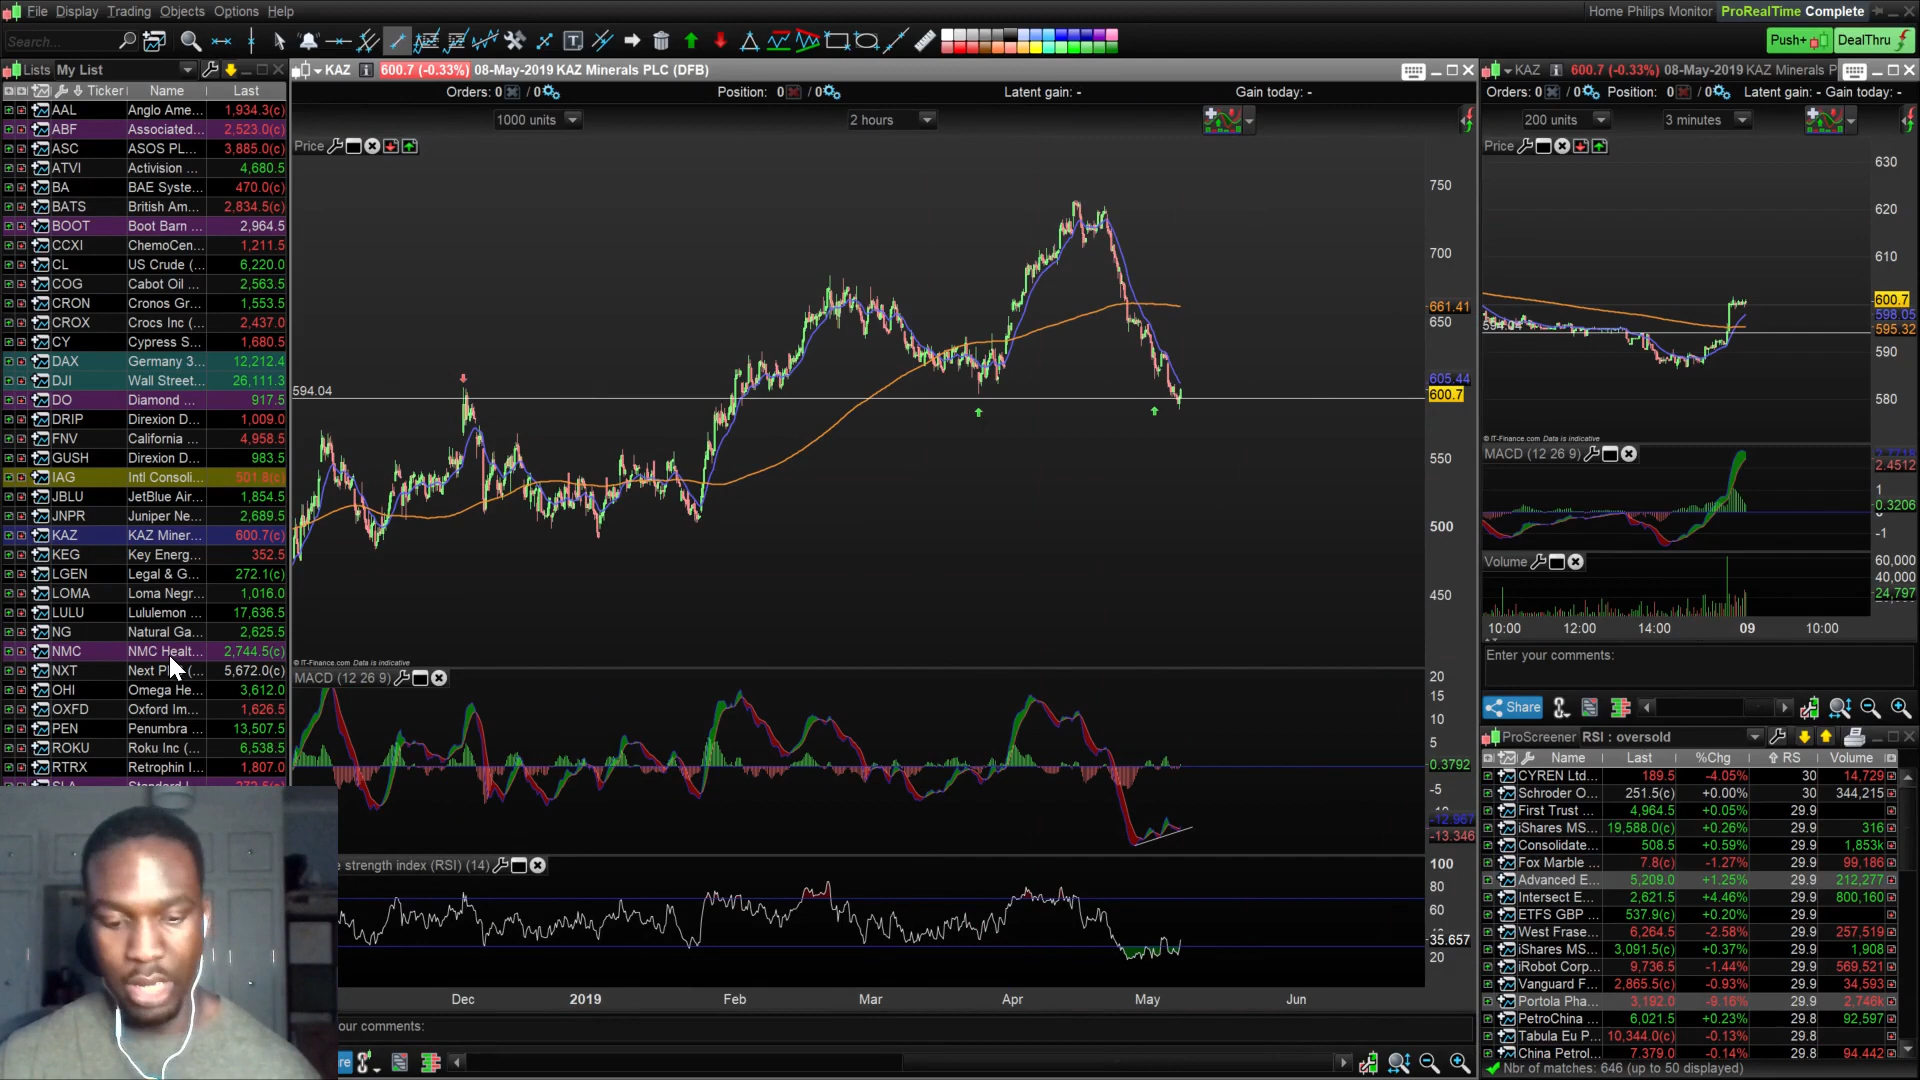 File Display Trading Objects Options Help
Home Philips Monitor ProRealTime Complete
Search...
Push+ DealThru
Lists My List
KAZ 600.7 (-0.33%) 08-May-2019 KAZ Minerals PLC (DFB)
KAZ 600.7 (-0.33%) 08-May-2019 KAZ Minerals P
Ticker Name Last
Orders: 0 / 0 Position: 0 / 0 Latent gain: - Gain today: -
Orders: 0 / 0 Position: 0 / 0 Latent gain: - Gain today: -
1000 units 2 hours
200 units 3 minutes
AAL Anglo Ame... 1,934.3(c)
ABF Associated... 2,523.0(c)
ASC ASOS PL... 3,885.0(c)
ATVI Activision ... 4,680.5
BA BAE Syste... 470.0(c)
BATS British Am... 2,834.5(c)
BOOT Boot Barn ... 2,964.5
CCXI ChemoCen... 1,211.5
CL US Crude (... 6,220.0
COG Cabot Oil ... 2,563.5
CRON Cronos Gr... 1,553.5
CROX Crocs Inc (... 2,437.0
CY Cypress S... 1,680.5
DAX Germany 3... 12,212.4
DJI Wall Street... 26,111.3
DO Diamond ... 917.5
DRIP Direxion D... 1,009.0
FNV California ... 4,958.5
GUSH Direxion D... 983.5
IAG Intl Consoli... 501.8(c)
JBLU JetBlue Air... 1,854.5
JNPR Juniper Ne... 2,689.5
KAZ KAZ Miner... 600.7(c)
KEG Key Energ... 352.5
LGEN Legal & G... 272.1(c)
LOMA Loma Negr... 1,016.0
LULU Lululemon ... 17,636.5
NG Natural Ga... 2,625.5
NMC NMC Healt... 2,744.5(c)
NXT Next Pl (... 5,672.0(c)
OHI Omega He... 3,612.0
OXFD Oxford Im... 1,626.5
PEN Penumbra ... 13,507.5
ROKU Roku Inc (... 6,538.5
RTRX Retrophin I... 1,807.0
Price
750
700
661.41
650
605.44
600.7
594.04
550
500
450
© IT-Finance.com Data is indicative
MACD (12 26 9)
20
15
10
5
0.3792
-5
-12.967
-13.346
e strength index (RSI) (14)
100
80
60
35.657
20
Dec 2019 Feb Mar Apr May Jun
our comments:
Price
630
620
610
600.7
598.05
595.32
594.04
590
580
© IT-Finance.com Data is indicative
MACD (12 26 9)
2.4512
1
0.3206
-1
Volume
60,000
40,000
24,797
10:00 12:00 14:00 09 10:00
Enter your comments:
Share
ProScreener RSI : oversold
Name Last %Chg RS Volume
CYREN Ltd... 189.5 -4.05% 30 14,729
Schroder O... 251.5(c) +0.00% 30 344,215
First Trust ... 4,964.5 +0.05% 29.9
iShares MS... 19,588.0(c) +0.26% 29.9 316
Consolidate... 508.5 +0.59% 29.9 1,853k
Fox Marble ... 7.8(c) -1.27% 29.9 99,186
Advanced E... 5,209.0 +1.25% 29.9 212,277
Intersect E... 2,621.5 +4.46% 29.9 800,160
ETFS GBP ... 537.9(c) +0.20% 29.9
West Frase... 6,264.5 -2.58% 29.9 257,519
iShares MS... 3,091.5(c) +0.37% 29.9 1,908
iRobot Corp... 9,736.5 -1.44% 29.9 569,521
Vanguard F... 2,865.5(c) -0.93% 29.9 34,593
Portola Pha... 3,192.0 -9.16% 29.9 2,746k
PetroChina ... 6,021.5 +0.23% 29.8 92,597
Tabula Eu P... 10,344.0(c) -0.13% 29.8
China Petrol... 7,379.0 -0.14% 29.8 94,442
Nbr of matches: 646 (up to 50 displayed)